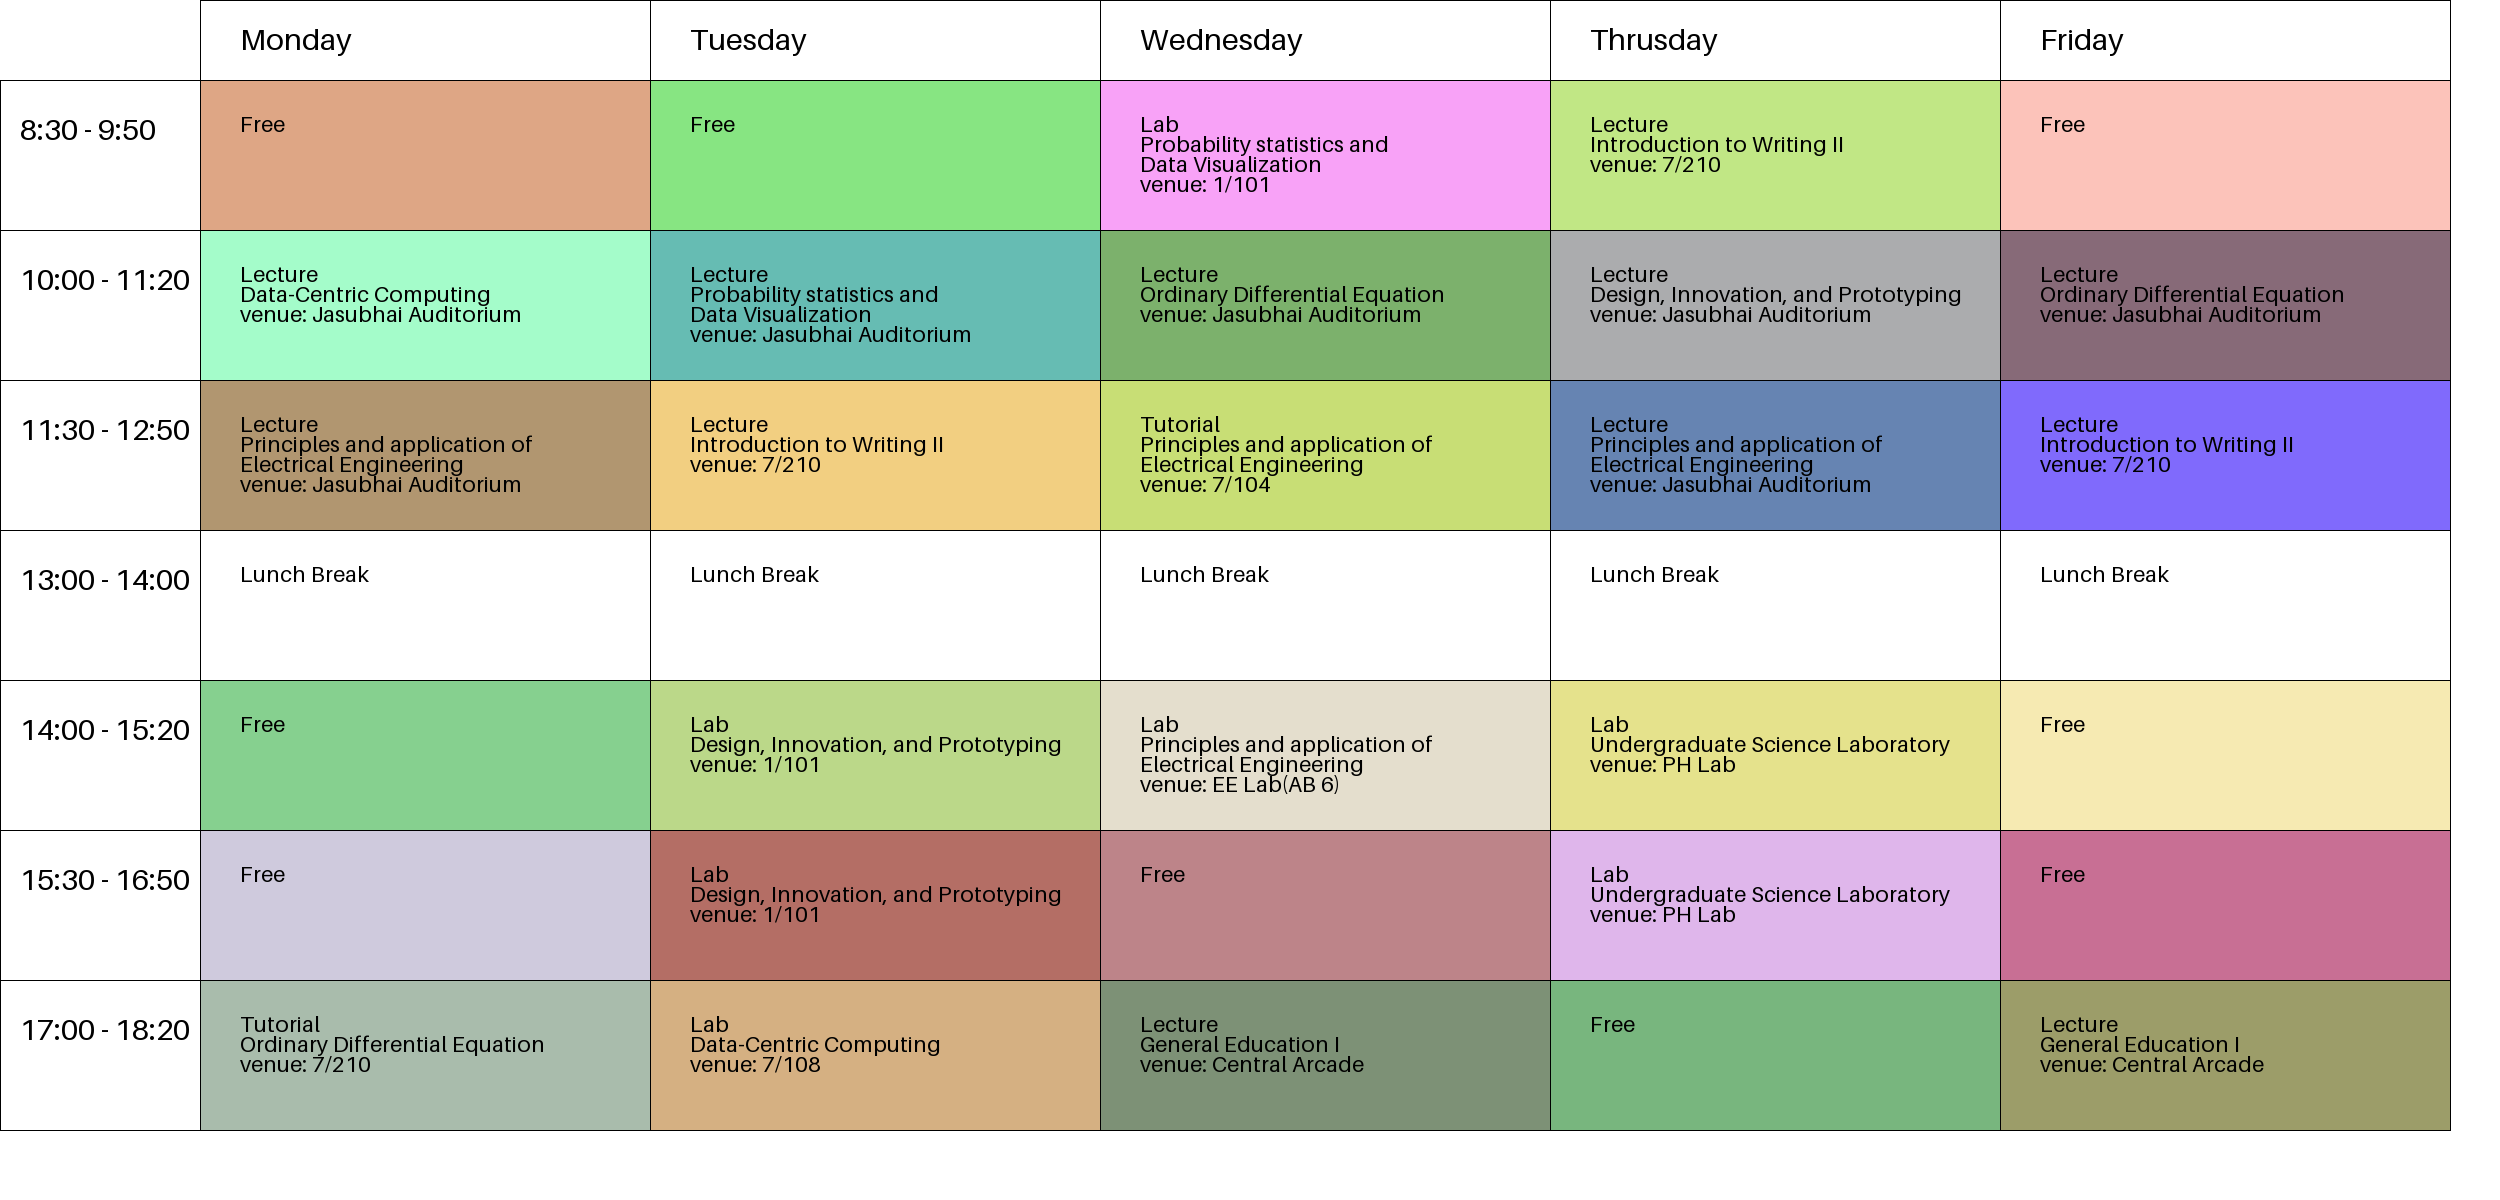 Monday
Tuesday
Wednesday
Thrusday
Friday
8:30 - 9:50
Free
Free
Lab
Probability statistics and
Data Visualization
venue: 1/101
Lecture
Introduction to Writing II
venue: 7/210
Free
10:00 - 11:20
Lecture
Data-Centric Computing
venue: Jasubhai Auditorium
Lecture
Probability statistics and
Data Visualization
venue: Jasubhai Auditorium
Lecture
Ordinary Differential Equation
venue: Jasubhai Auditorium
Lecture
Design, Innovation, and Prototyping
venue: Jasubhai Auditorium
Lecture
Ordinary Differential Equation
venue: Jasubhai Auditorium
11:30 - 12:50
Lecture
Principles and application of
Electrical Engineering
venue: Jasubhai Auditorium
Lecture
Introduction to Writing II
venue: 7/210
Tutorial
Principles and application of
Electrical Engineering
venue: 7/104
Lecture
Principles and application of
Electrical Engineering
venue: Jasubhai Auditorium
Lecture
Introduction to Writing II
venue: 7/210
13:00 - 14:00
Lunch Break
Lunch Break
Lunch Break
Lunch Break
Lunch Break
14:00 - 15:20
Free
Lab
Design, Innovation, and Prototyping
venue: 1/101
Lab
Principles and application of
Electrical Engineering
venue: EE Lab(AB 6)
Lab
Undergraduate Science Laboratory
venue: PH Lab
Free
15:30 - 16:50
Free
Lab
Design, Innovation, and Prototyping
venue: 1/101
Free
Lab
Undergraduate Science Laboratory
venue: PH Lab
Free
17:00 - 18:20
Tutorial
Ordinary Differential Equation
venue: 7/210
Lab
Data-Centric Computing
venue: 7/108
Lecture
General Education I
venue: Central Arcade
Free
Lecture
General Education I
venue: Central Arcade